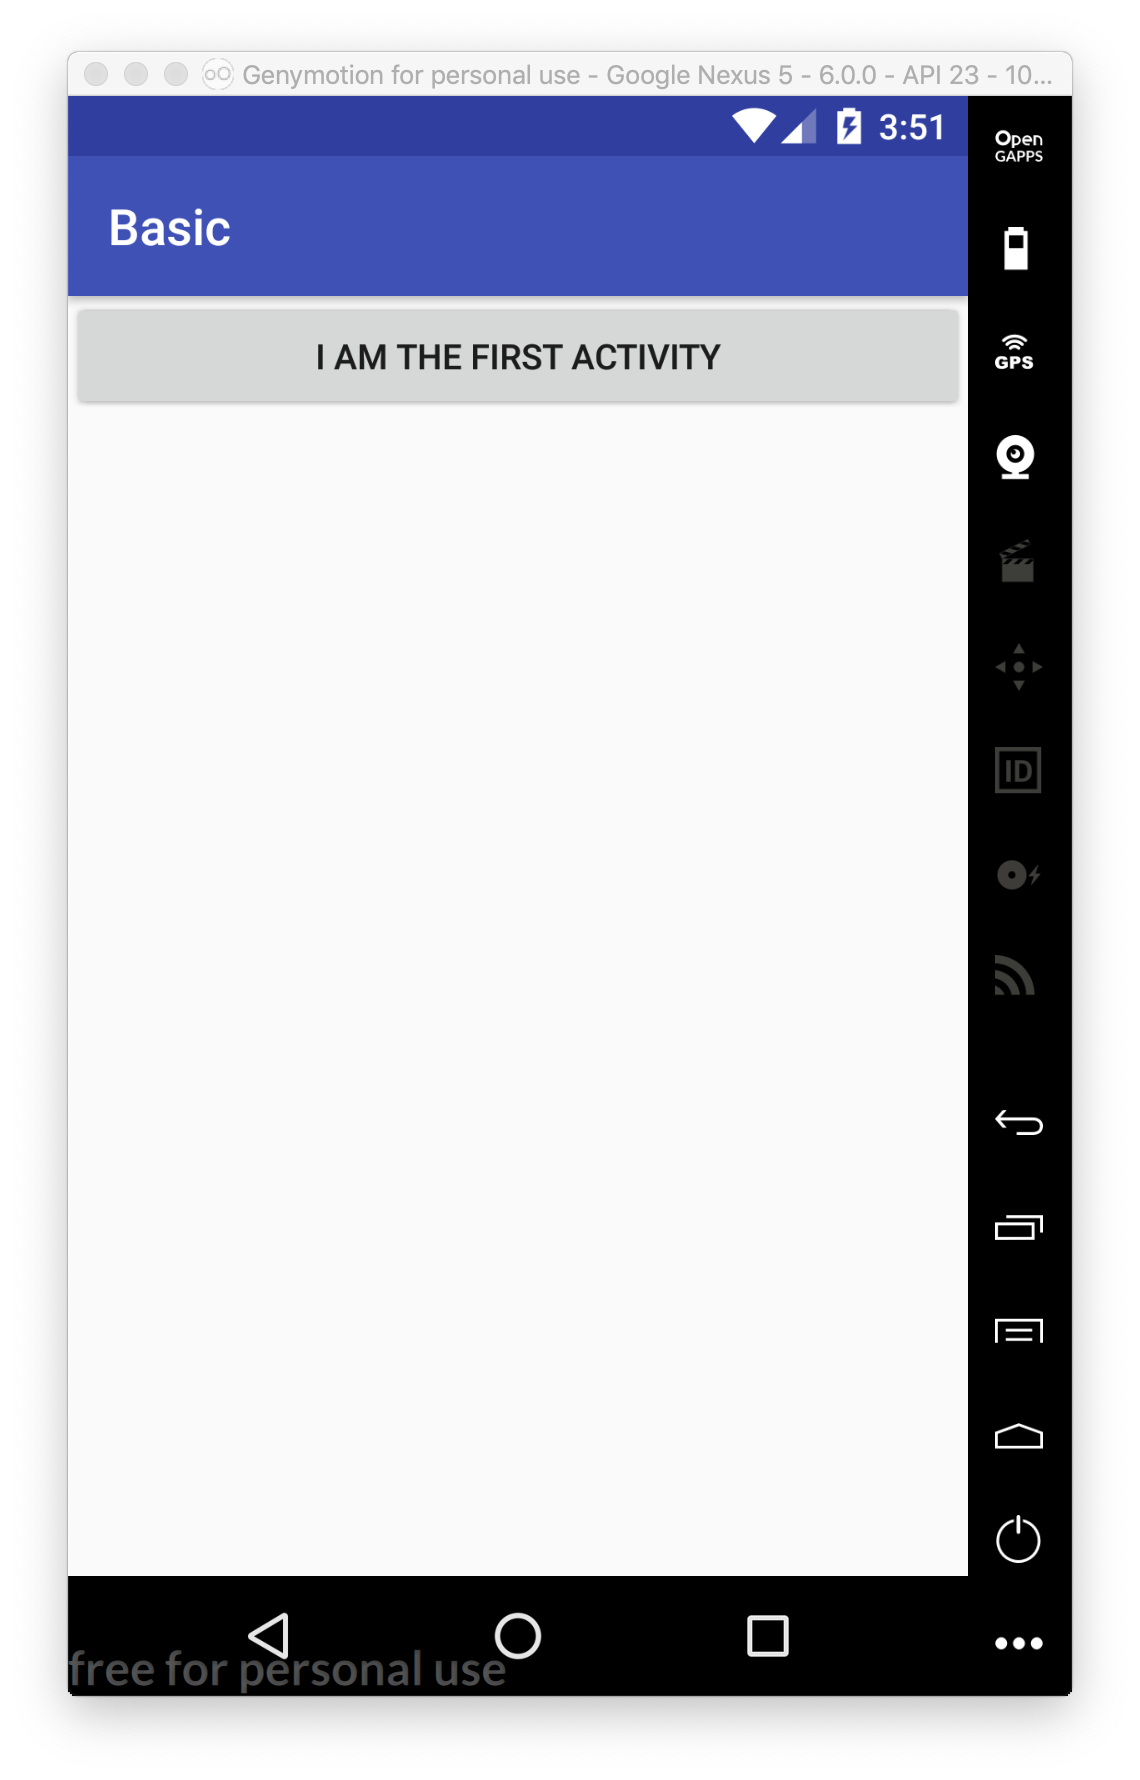 Genymotion for personal use - Google Nexus 5 - 6.0.0 - API 23 - 10...
3:51
Open
GAPPS
Basic
I AM THE FIRST ACTIVITY
GPS
ID
free for personal use